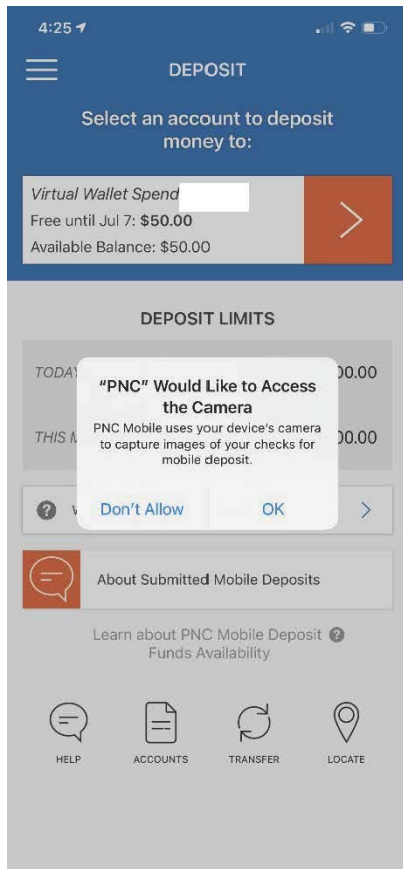 4:25
DEPOSIT
Select an account to deposit
money to:
Virtual Wallet Spend
Free until Jul 7: $50.00
Available Balance: $50.00
DEPOSIT LIMITS
TODAY
00.00
"PNC" Would Like to Access
the Camera
PNC Mobile uses your device's camera
to capture images of your checks for
mobile deposit.
THIS
00.00
Don't Allow
OK
About Submitted Mobile Deposits
Learn about PNC Mobile Deposit
Funds Availability
HELP
ACCOUNTS
TRANSFER
LOCATE